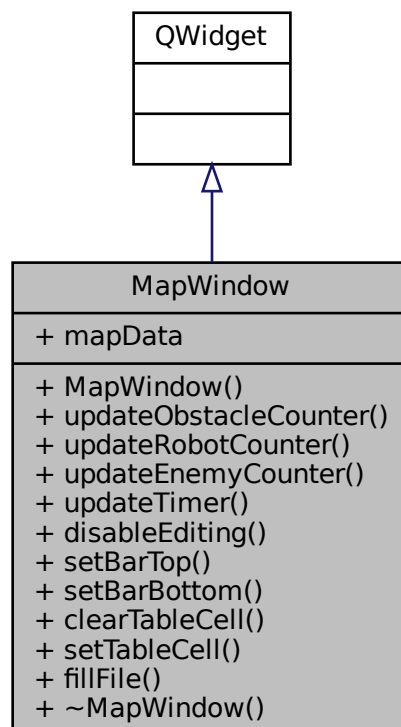 QWidget
MapWindow
+ mapData
+ MapWindow()
+ updateObstacleCounter()
+ updateRobotCounter()
+ updateEnemyCounter()
+ updateTimer()
+ disableEditing()
+ setBarTop()
+ setBarBottom()
+ clearTableCell()
+ setTableCell()
+ fillFile()
+ ~MapWindow()